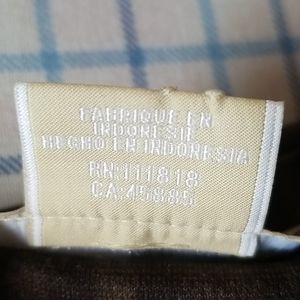 FABRIQUE EN
INDONESIE
HECHO EN INDONESIA
RN:111818
CA:45885